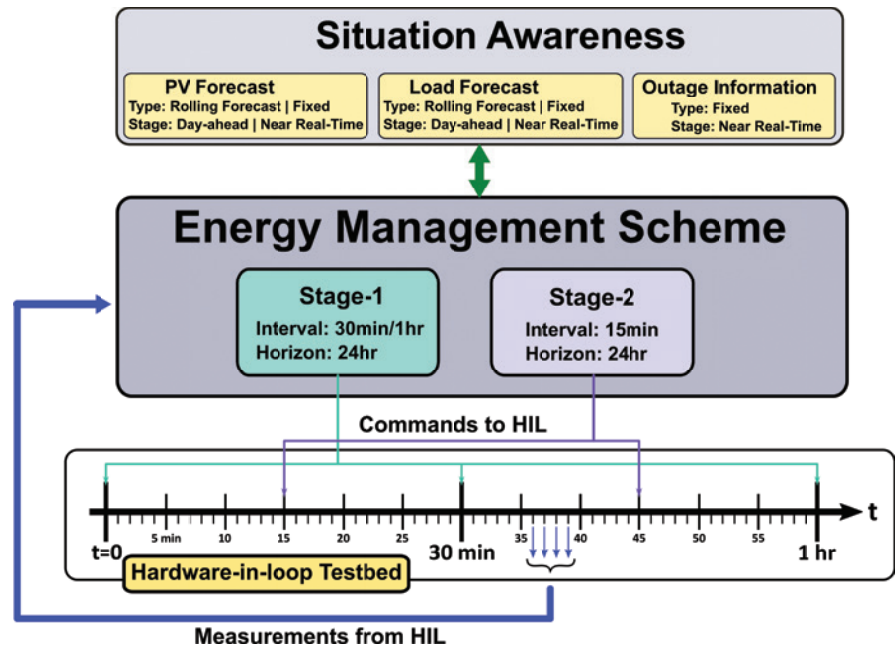 Situation Awareness
PV Forecast
Type: Rolling Forecast | Fixed
Stage: Day-ahead | Near Real-Time
Load Forecast
Type: Rolling Forecast | Fixed
Stage: Day-ahead | Near Real-Time
Outage Information
Type: Fixed
Stage: Near Real-Time
Energy Management Scheme
Stage-1
Interval: 30min/1hr
Horizon: 24hr
Stage-2
Interval: 15min
Horizon: 24hr
Commands to HIL
t
5 min 10 15 20 25 35 40 45 50 55
t=0 30 min 1 hr
Hardware-in-loop Testbed
Measurements from HIL